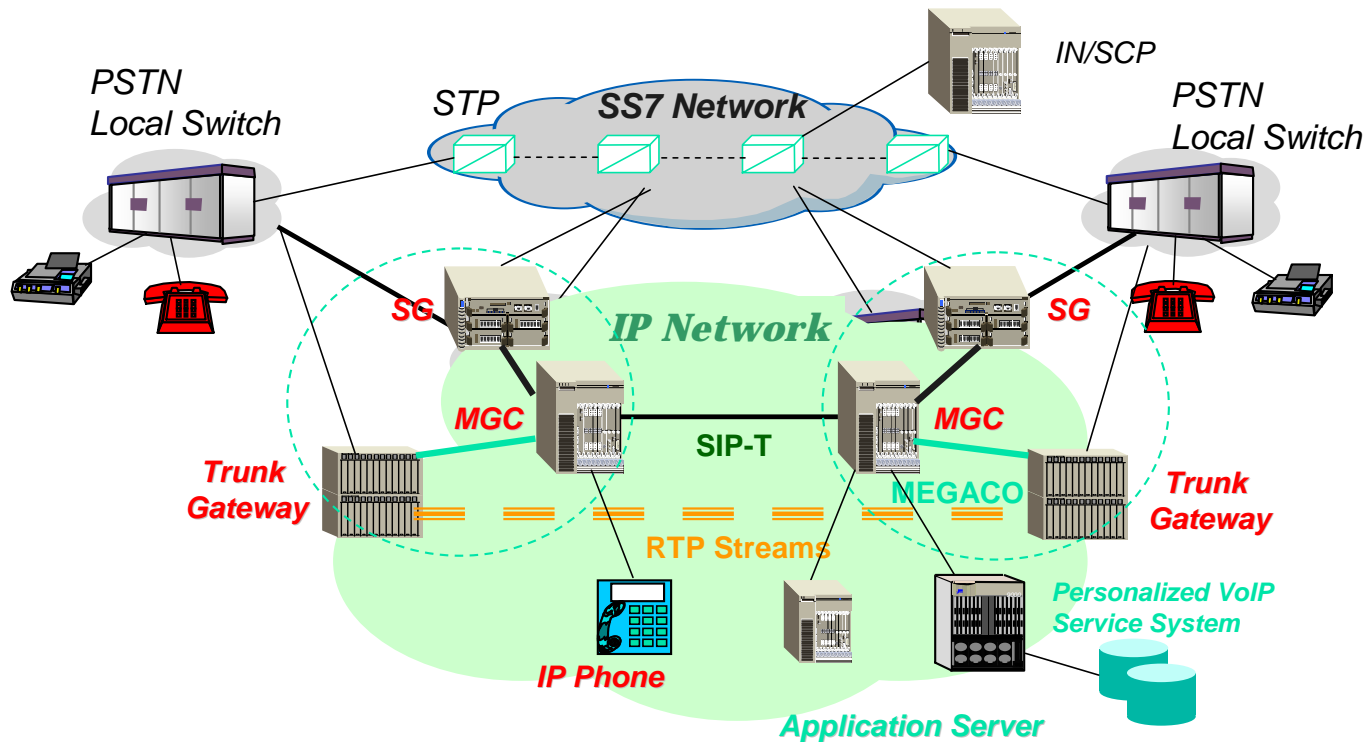 IN/SCP
PSTN
Local Switch
STP
SS7 Network
PSTN
Local Switch
SG
IP Network
SG
MGC
MGC
SIP-T
Trunk
Gateway
MEGACO
Trunk
Gateway
RTP Streams
IP Phone
Personalized VoIP
Service System
Application Server